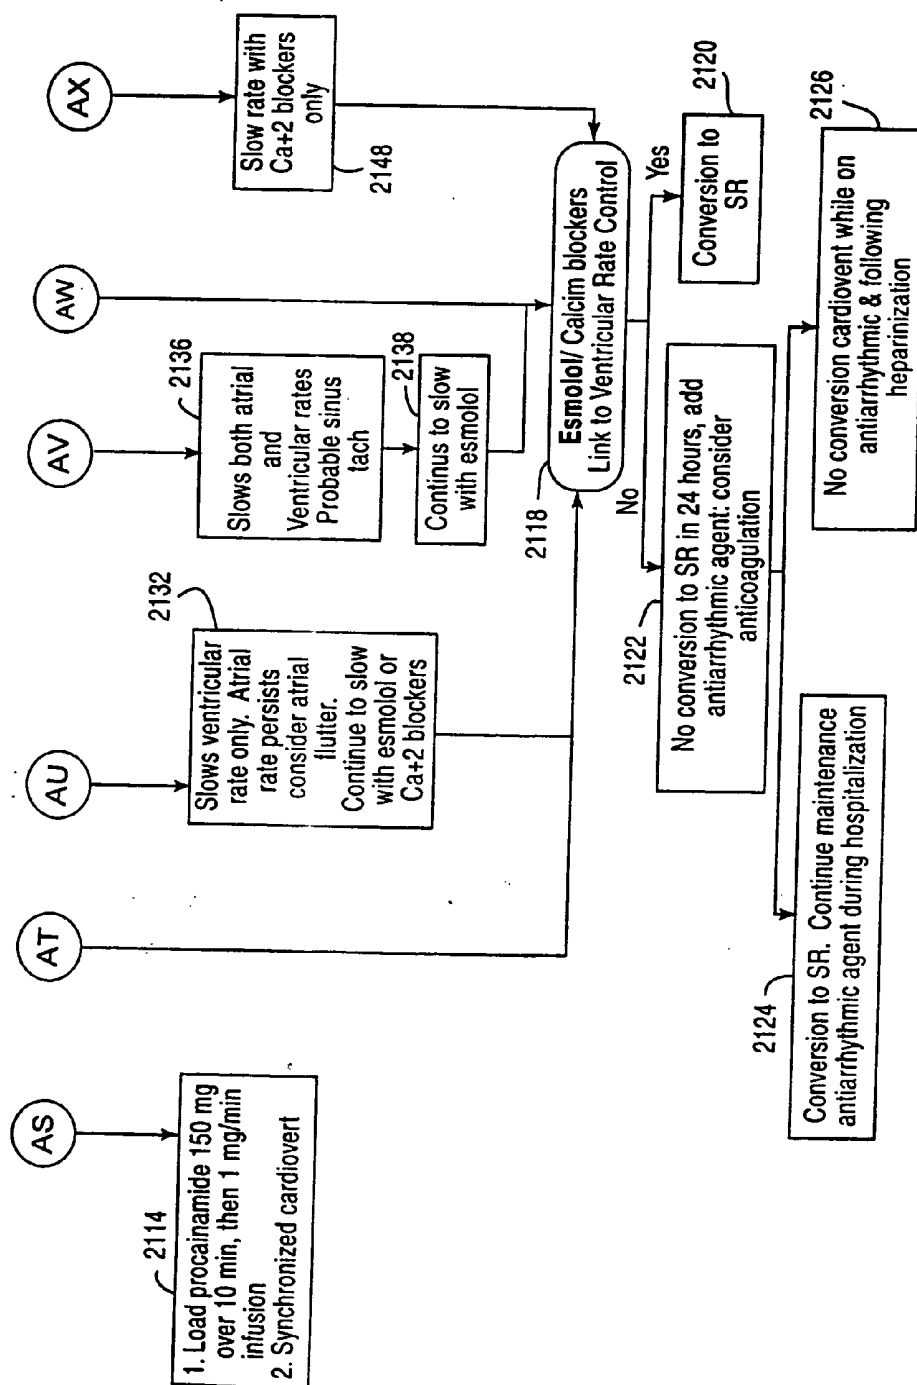 AS
AT
AU
AV
AW
AX
2114
1. Load procainamide 150 mg
over 10 min, then 1 mg/min
infusion
2. Synchronized cardiovert
2132
Slows ventricular
rate only. Atrial
rate persists
consider atrial
flutter.
Continue to slow
with esmolol or
Ca+2 blockers
2136
Slows both atrial
and
Ventricular rates
Probable sinus
tach
2138
Continus to slow
with esmolol
Slow rate with
Ca+2 blockers
only
2148
2118
Esmolol/ Calcim blockers
Link to Ventricular Rate Control
No
Yes
2122
No conversion to SR in 24 hours, add
antiarrhythmic agent: consider
anticoagulation
Conversion to
SR
2120
2124
Conversion to SR. Continue maintenance
antiarrhythmic agent during hospitalization
2126
No conversion cardiovent while on
antiarrhythmic & following
heparinization